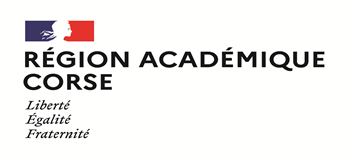 RÉGION ACADÉMIQUE
CORSE
Liberté
Égalité
Fraternité